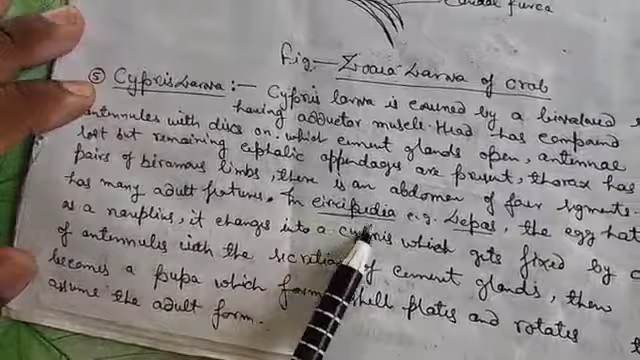 Caudal furca
Fig:— Zoaea Larva of crab
⑤ Cypris Larva :— Cypris larva is covered by a bivalved
having adductor muscle. Head has compound
antennules with discs on which cement glands open, antennae
lost but remaining cephalic appendages are present, thorax has
pairs of biramous limbs, there is an abdomen of four segments.
has many adult features. In circipedia e.g. Lepas, the egg hat
as a nauplius, it changes into a cypris which gets fixed by a
of antennules with the secretion of cement glands, then
becomes a pupa which form shell plates and rotates
assume the adult form.